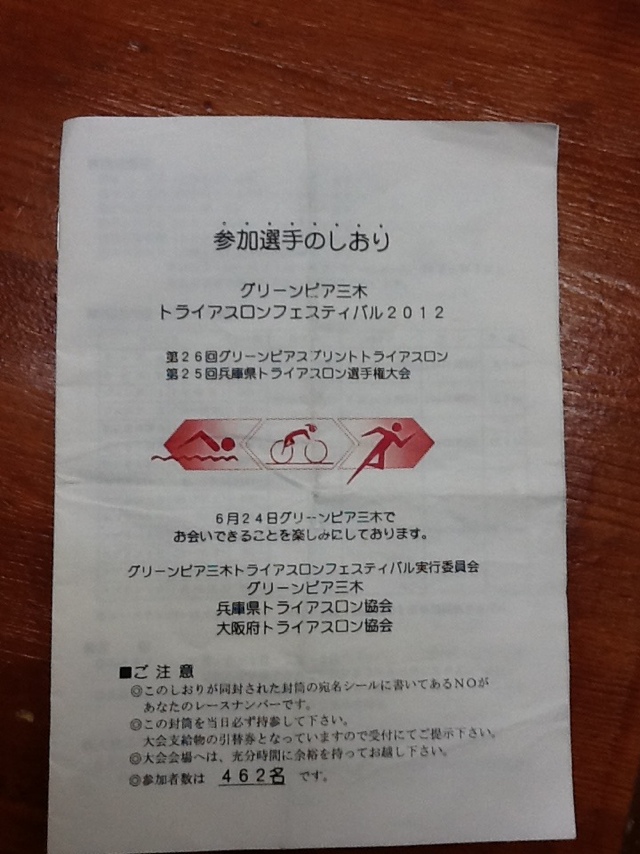 参加選手のしおり
グリーンピア三木
トライアスロンフェスティバル2012
第26回グリーンピアスプリントトライアスロン
第25回兵庫県トライアスロン選手権大会
6月24日グリーンピア三木で
お会いできることを楽しみにしております。
グリーンピア三木トライアスロンフェスティバル実行委員会
グリーンピア三木
兵庫県トライアスロン協会
大阪府トライアスロン協会
■ご注意
◎このしおりが同封された封筒の宛名シールに書いてあるNOが
あなたのレースナンバーです。
◎この封筒を当日必ず持参して下さい。
大会支給物の引替券となっていますので受付にてご提示下さい。
◎大会会場へは、充分時間に余裕を持ってお越し下さい。
◎参加者数は 462名 です。